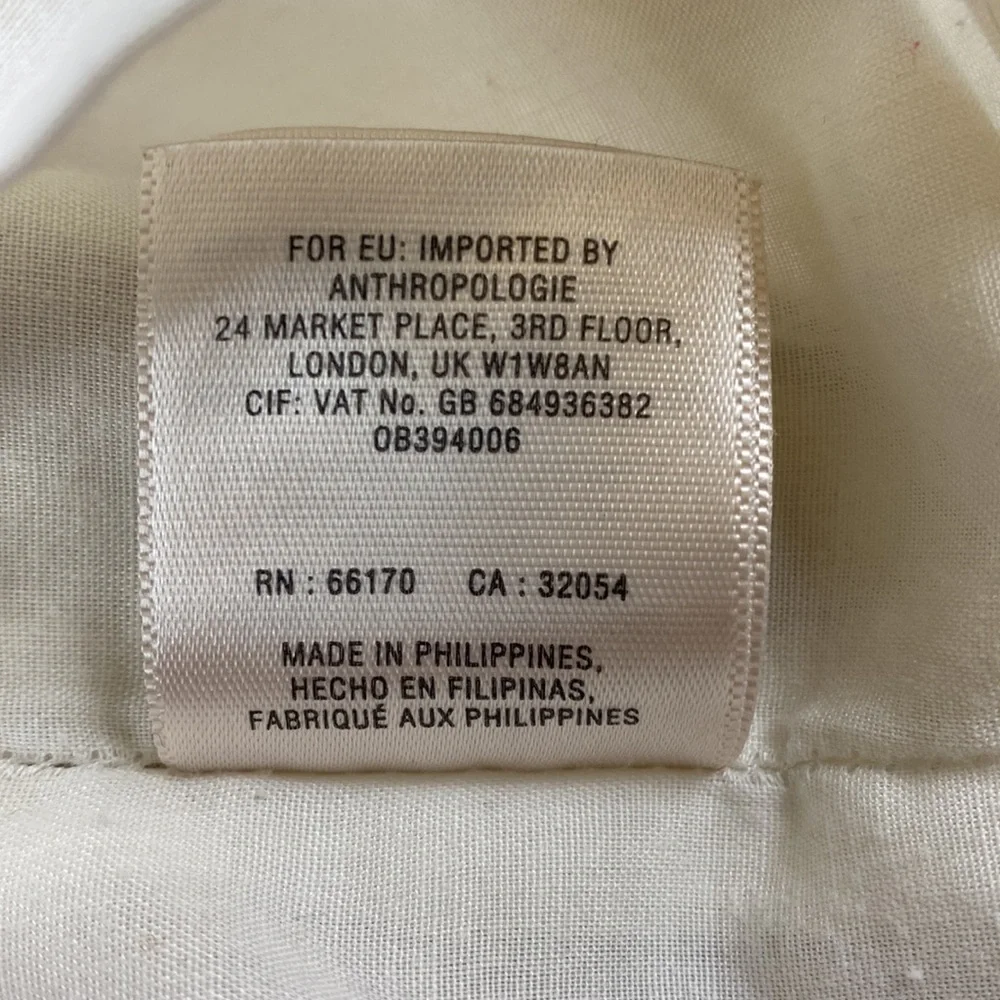 FOR EU: IMPORTED BY
ANTHROPOLOGIE
24 MARKET PLACE, 3RD FLOOR,
LONDON, UK W1W8AN
CIF: VAT No. GB 684936382
OB394006
RN : 66170 CA : 32054
MADE IN PHILIPPINES,
HECHO EN FILIPINAS,
FABRIQUÉ AUX PHILIPPINES